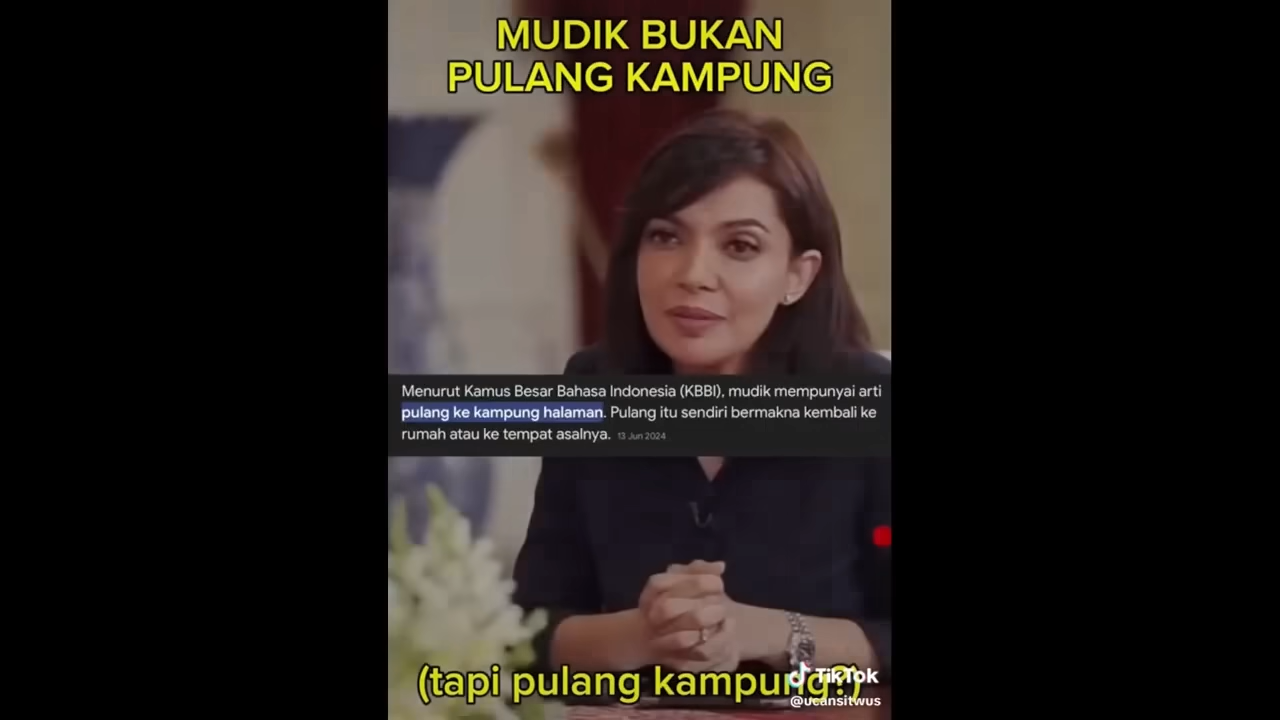 MUDIK BUKAN
PULANG KAMPUNG
Menurut Kamus Besar Bahasa Indonesia (KBBI), mudik mempunyai arti
pulang ke kampung halaman. Pulang itu sendiri bermakna kembali ke
rumah atau ke tempat asalnya. 13 Jun 2024
(tapi pulang kampung?)
TikTok
@ucansitwus